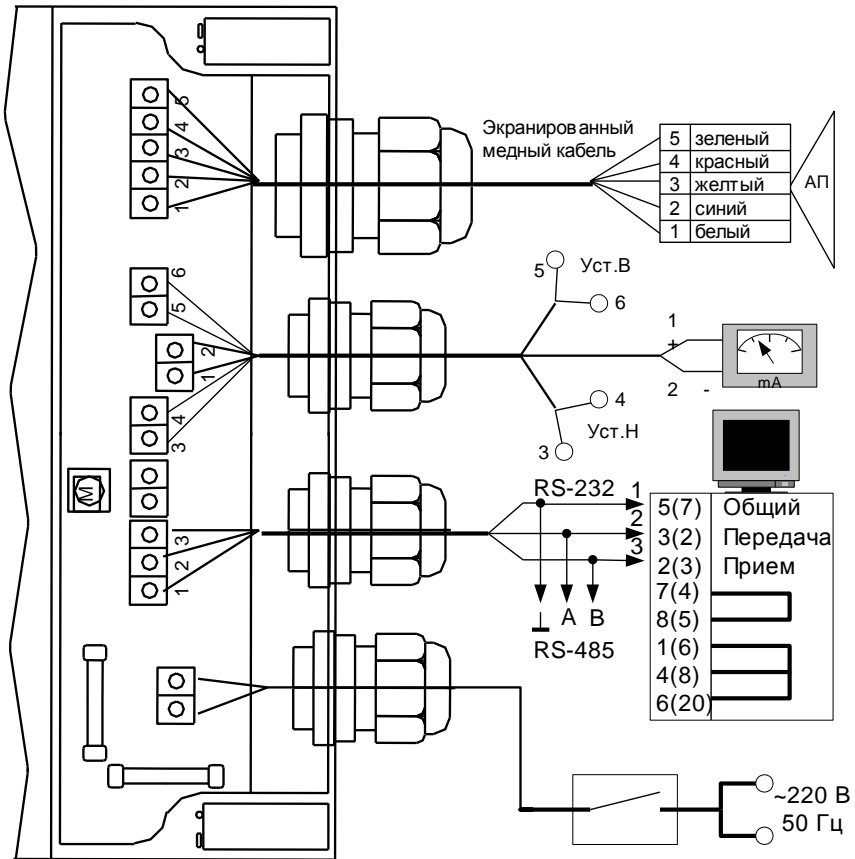 5
4
3
2
1
Экранированный
медный кабель
5 зеленый
4 красный
3 желтый
2 синий
1 белый
АП
6
5
2
1
4
3
5
Уст.В
6
1
+
2 -
mA
4
Уст.Н
3
M
3
2
1
RS-232
1
2
3
A B
RS-485
5(7) Общий
3(2) Передача
2(3) Прием
7(4)
8(5)
1(6)
4(8)
6(20)
~220 В
50 Гц